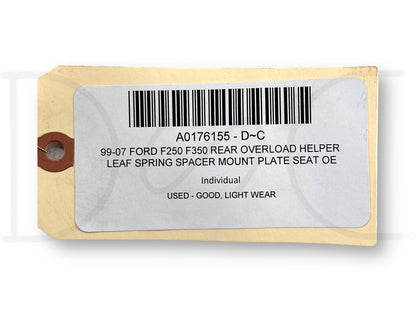 A0176155 - D~C
99-07 FORD F250 F350 REAR OVERLOAD HELPER
LEAF SPRING SPACER MOUNT PLATE SEAT OE
Individual
USED - GOOD, LIGHT WEAR